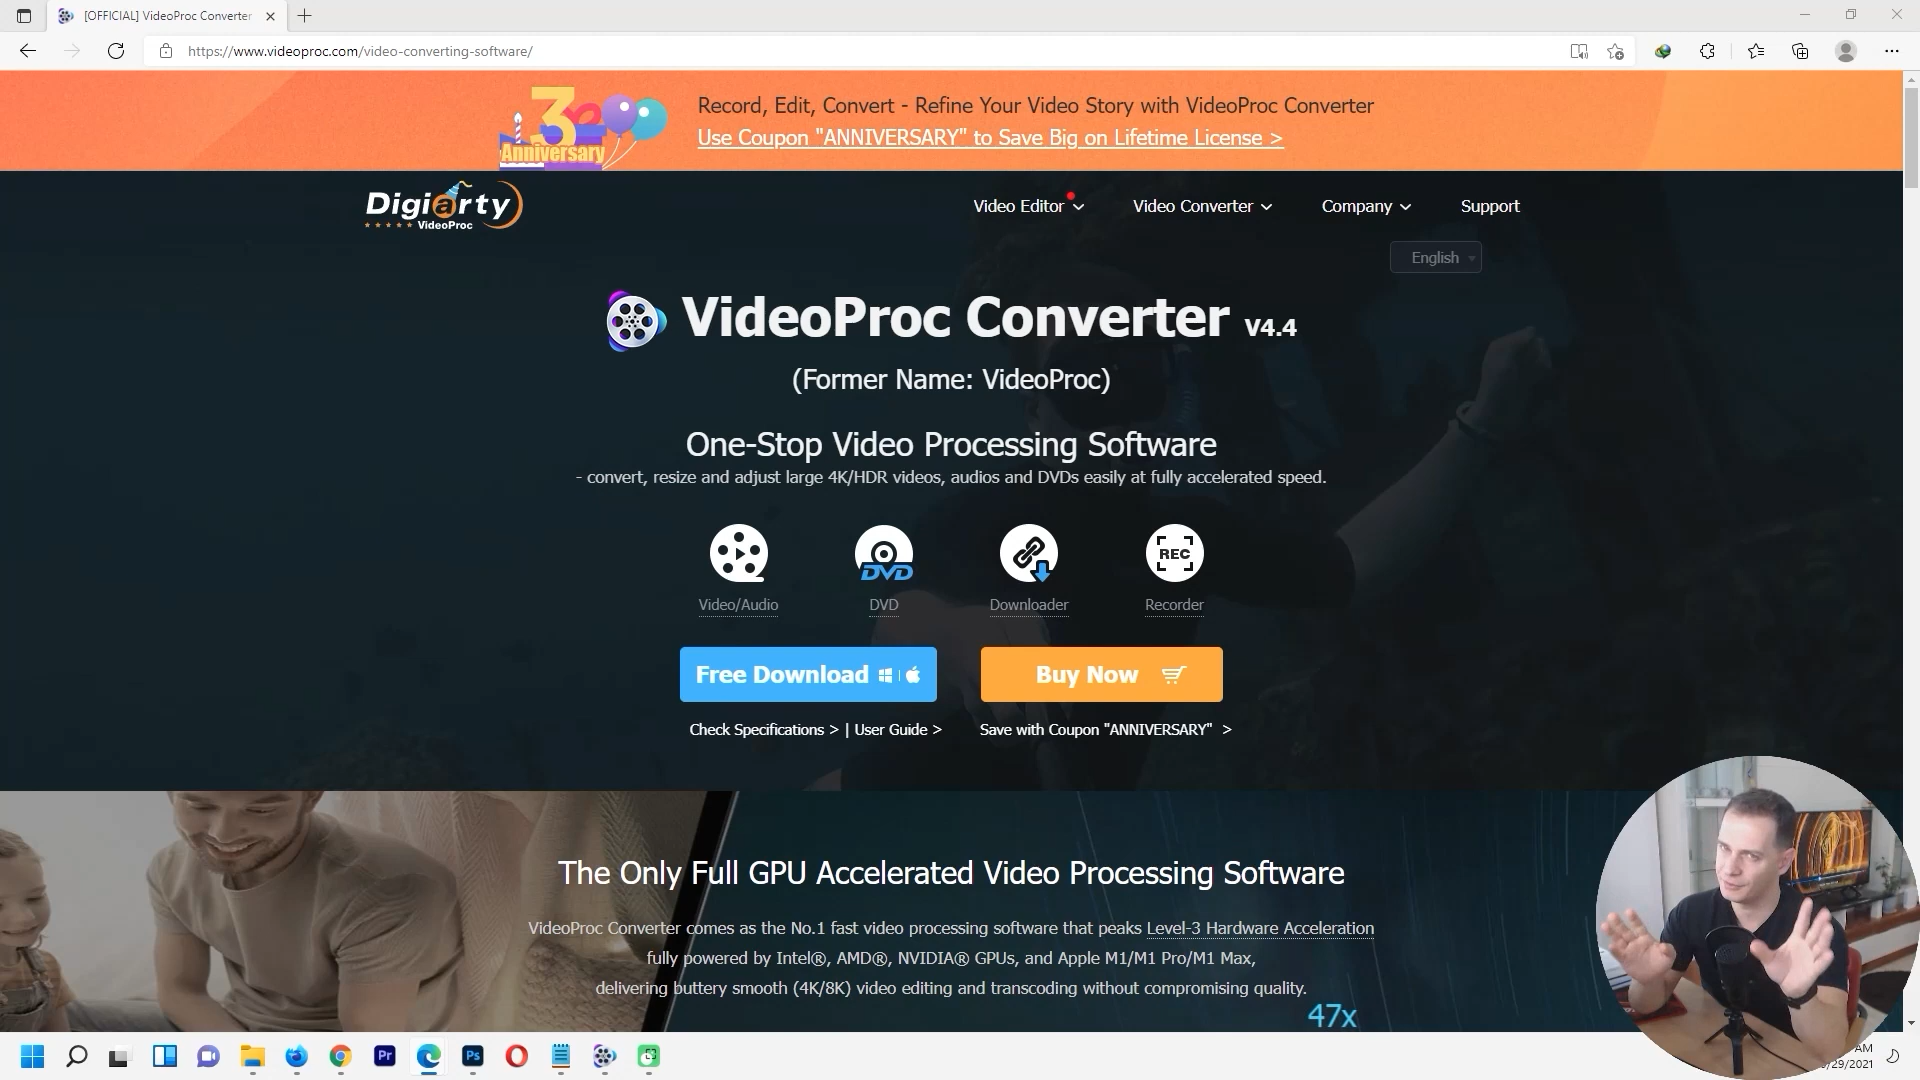 [OFFICIAL] VideoProc Converter
https://www.videoproc.com/video-converting-software/
3
Anniversary
Record, Edit, Convert - Refine Your Video Story with VideoProc Converter
Use Coupon "ANNIVERSARY" to Save Big on Lifetime License >
Digiarty
VideoProc
Video Editor
Video Converter
Company
Support
English
VideoProc Converter V4.4
(Former Name: VideoProc)
One-Stop Video Processing Software
- convert, resize and adjust large 4K/HDR videos, audios and DVDs easily at fully accelerated speed.
DVD
REC
Video/Audio
DVD
Downloader
Recorder
Free Download
Buy Now
Check Specifications > | User Guide >
Save with Coupon "ANNIVERSARY" >
The Only Full GPU Accelerated Video Processing Software
VideoProc Converter comes as the No.1 fast video processing software that peaks Level-3 Hardware Acceleration
fully powered by Intel®, AMD®, NVIDIA® GPUs, and Apple M1/M1 Pro/M1 Max,
delivering buttery smooth (4K/8K) video editing and transcoding without compromising quality.
47x
Pr
Ps
AM
/29/2021